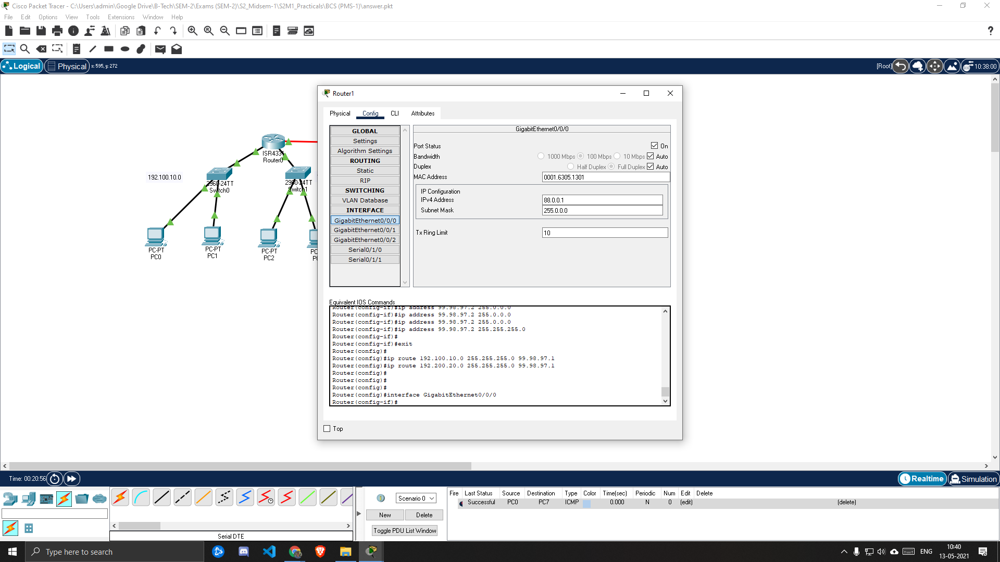 Cisco Packet Tracer - C:\Users\admin\Google Drive\B-Tech\SEM-2\Exams (SEM-2)\S2_Midsem-1\S2M1_Practicals\BCS (PMS-1)\answer.pkt
File Edit Options View Tools Extensions Window Help
Logical Physical x: 595, y: 272 [Root] 10:38:00
Router1
Physical Config CLI Attributes
GLOBAL
Settings
Algorithm Settings
ROUTING
Static
RIP
SWITCHING
VLAN Database
INTERFACE
GigabitEthernet0/0/0
GigabitEthernet0/0/1
GigabitEthernet0/0/2
Serial0/1/0
Serial0/1/1
GigabitEthernet0/0/0
Port Status On
Bandwidth 1000 Mbps 100 Mbps 10 Mbps Auto
Duplex Half Duplex Full Duplex Auto
MAC Address 0001.6305.1301
IP Configuration
IPv4 Address 88.0.0.1
Subnet Mask 255.0.0.0
Tx Ring Limit 10
Equivalent IOS Commands
Router(config-if)#ip address 99.98.97.2 255.0.0.0
Router(config-if)#ip address 99.98.97.2 255.0.0.0
Router(config-if)#ip address 99.98.97.2 255.0.0.0
Router(config-if)#ip address 99.98.97.2 255.255.255.0
Router(config-if)#
Router(config-if)#exit
Router(config)#
Router(config)#ip route 192.100.10.0 255.255.255.0 99.98.97.1
Router(config)#ip route 192.200.20.0 255.255.255.0 99.98.97.1
Router(config)#
Router(config)#
Router(config)#
Router(config)#interface GigabitEthernet0/0/0
Router(config-if)#
Top
ISR4331
Router0
192.100.10.0
2960-24TT
Switch0
2960-24TT
Switch1
PC-PT
PC0
PC-PT
PC1
PC-PT
PC2
PC
P
Time: 00:20:56 Realtime Simulation
Serial DTE
Scenario 0
New Delete
Toggle PDU List Window
Fire Last Status Source Destination Type Color Time(sec) Periodic Num Edit Delete
Successful PC0 PC7 ICMP 0.000 N 0 (edit) (delete)
Type here to search
ENG
10:40
13-05-2021